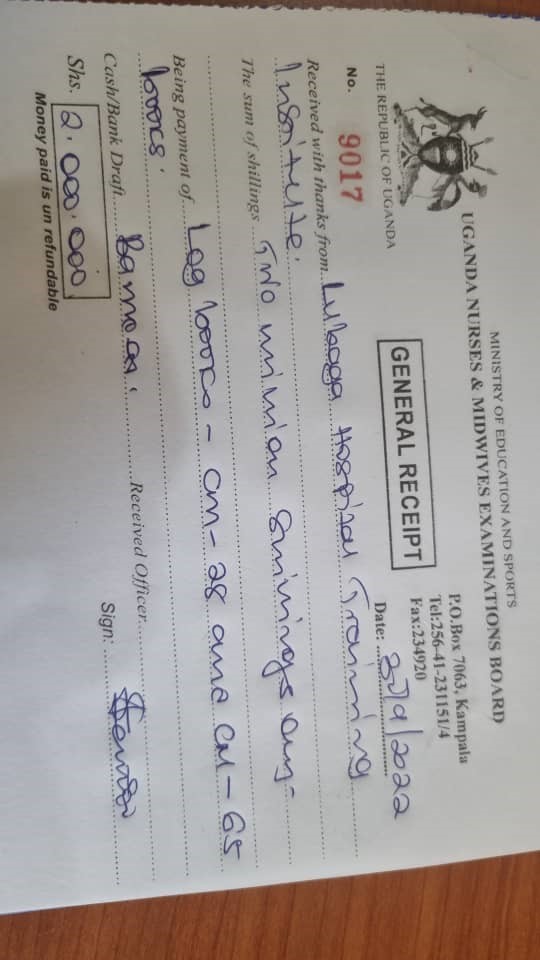 MINISTRY OF EDUCATION AND SPORTS
UGANDA NURSES & MIDWIVES EXAMINATIONS BOARD
P.O.Box 7063, Kampala
Tel:256-41-231151/4
Fax:234920
THE REPUBLIC OF UGANDA
GENERAL RECEIPT
No. 9017
Date: 30/9/2022
Received with thanks from Lubaga Hospital Training
Institute.
The sum of shillings Two million Shillings only-
Being payment of Log books - cm- 28 and CN - 65
books.
Cash/Bank Draft Received Officer
Shs. 2.000.000 Sign:
Money paid is un refundable